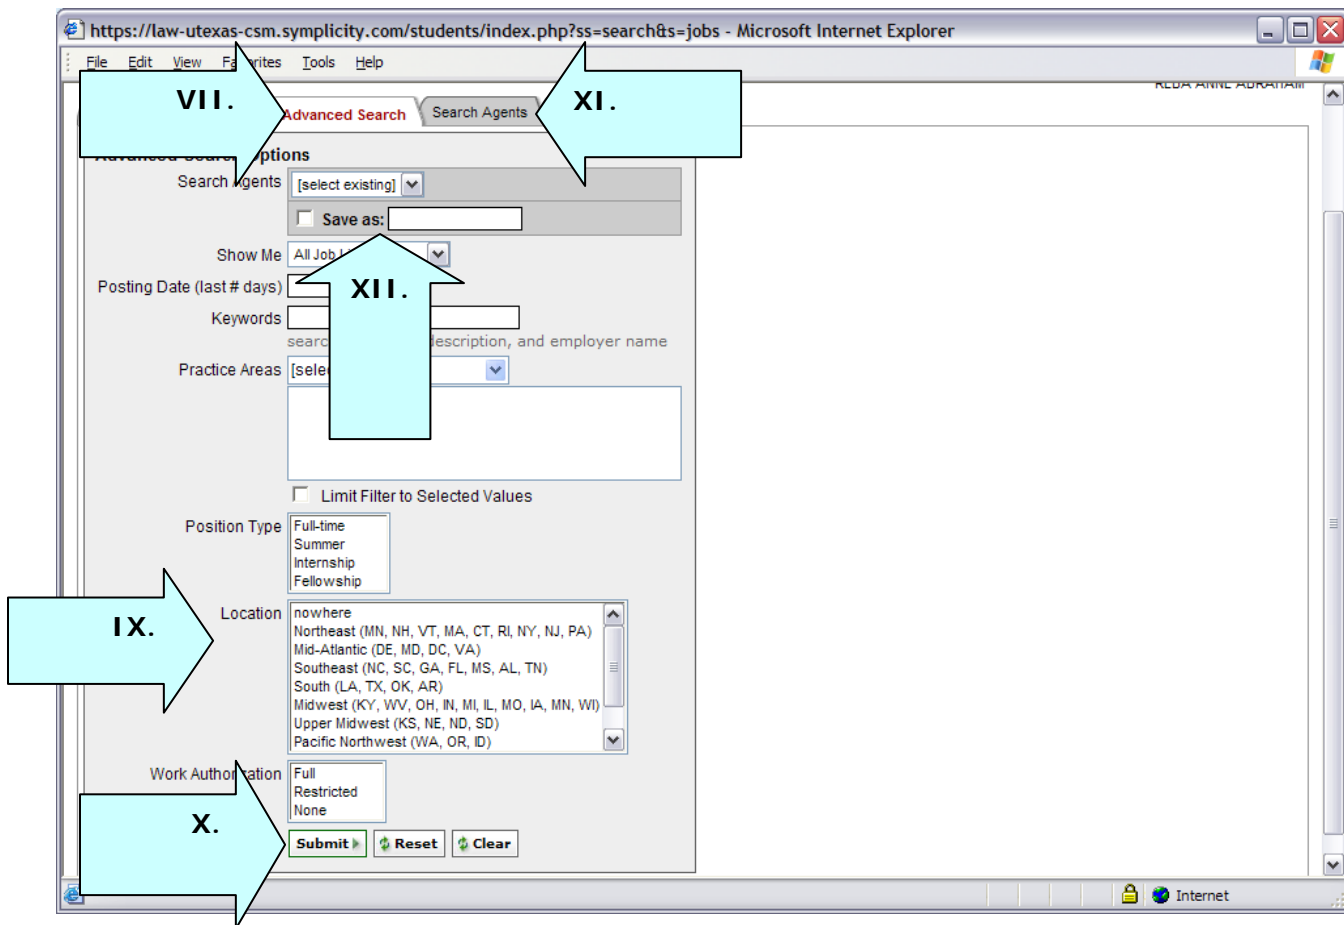 https://law-utexas-csm.symplicity.com/students/index.php?ss=search&s=jobs - Microsoft Internet Explorer
File Edit View Favorites Tools Help
VII.
Advanced Search
Search Agents
XI.
Advanced Search Options
Search Agents [select existing]
Save as:
Show Me All Job
XII.
Posting Date (last # days)
Keywords
description, and employer name
Practice Areas
Limit Filter to Selected Values
Position Type Full-time
Summer
Internship
Fellowship
IX.
Location nowhere
Northeast (MN, NH, VT, MA, CT, RI, NY, NJ, PA)
Mid-Atlantic (DE, MD, DC, VA)
Southeast (NC, SC, GA, FL, MS, AL, TN)
South (LA, TX, OK, AR)
Midwest (KY, WV, OH, IN, MI, IL, MO, IA, MN, WI)
Upper Midwest (KS, NE, ND, SD)
Pacific Northwest (WA, OR, ID)
Work Authorization Full
Restricted
None
X.
Submit Reset Clear
Internet